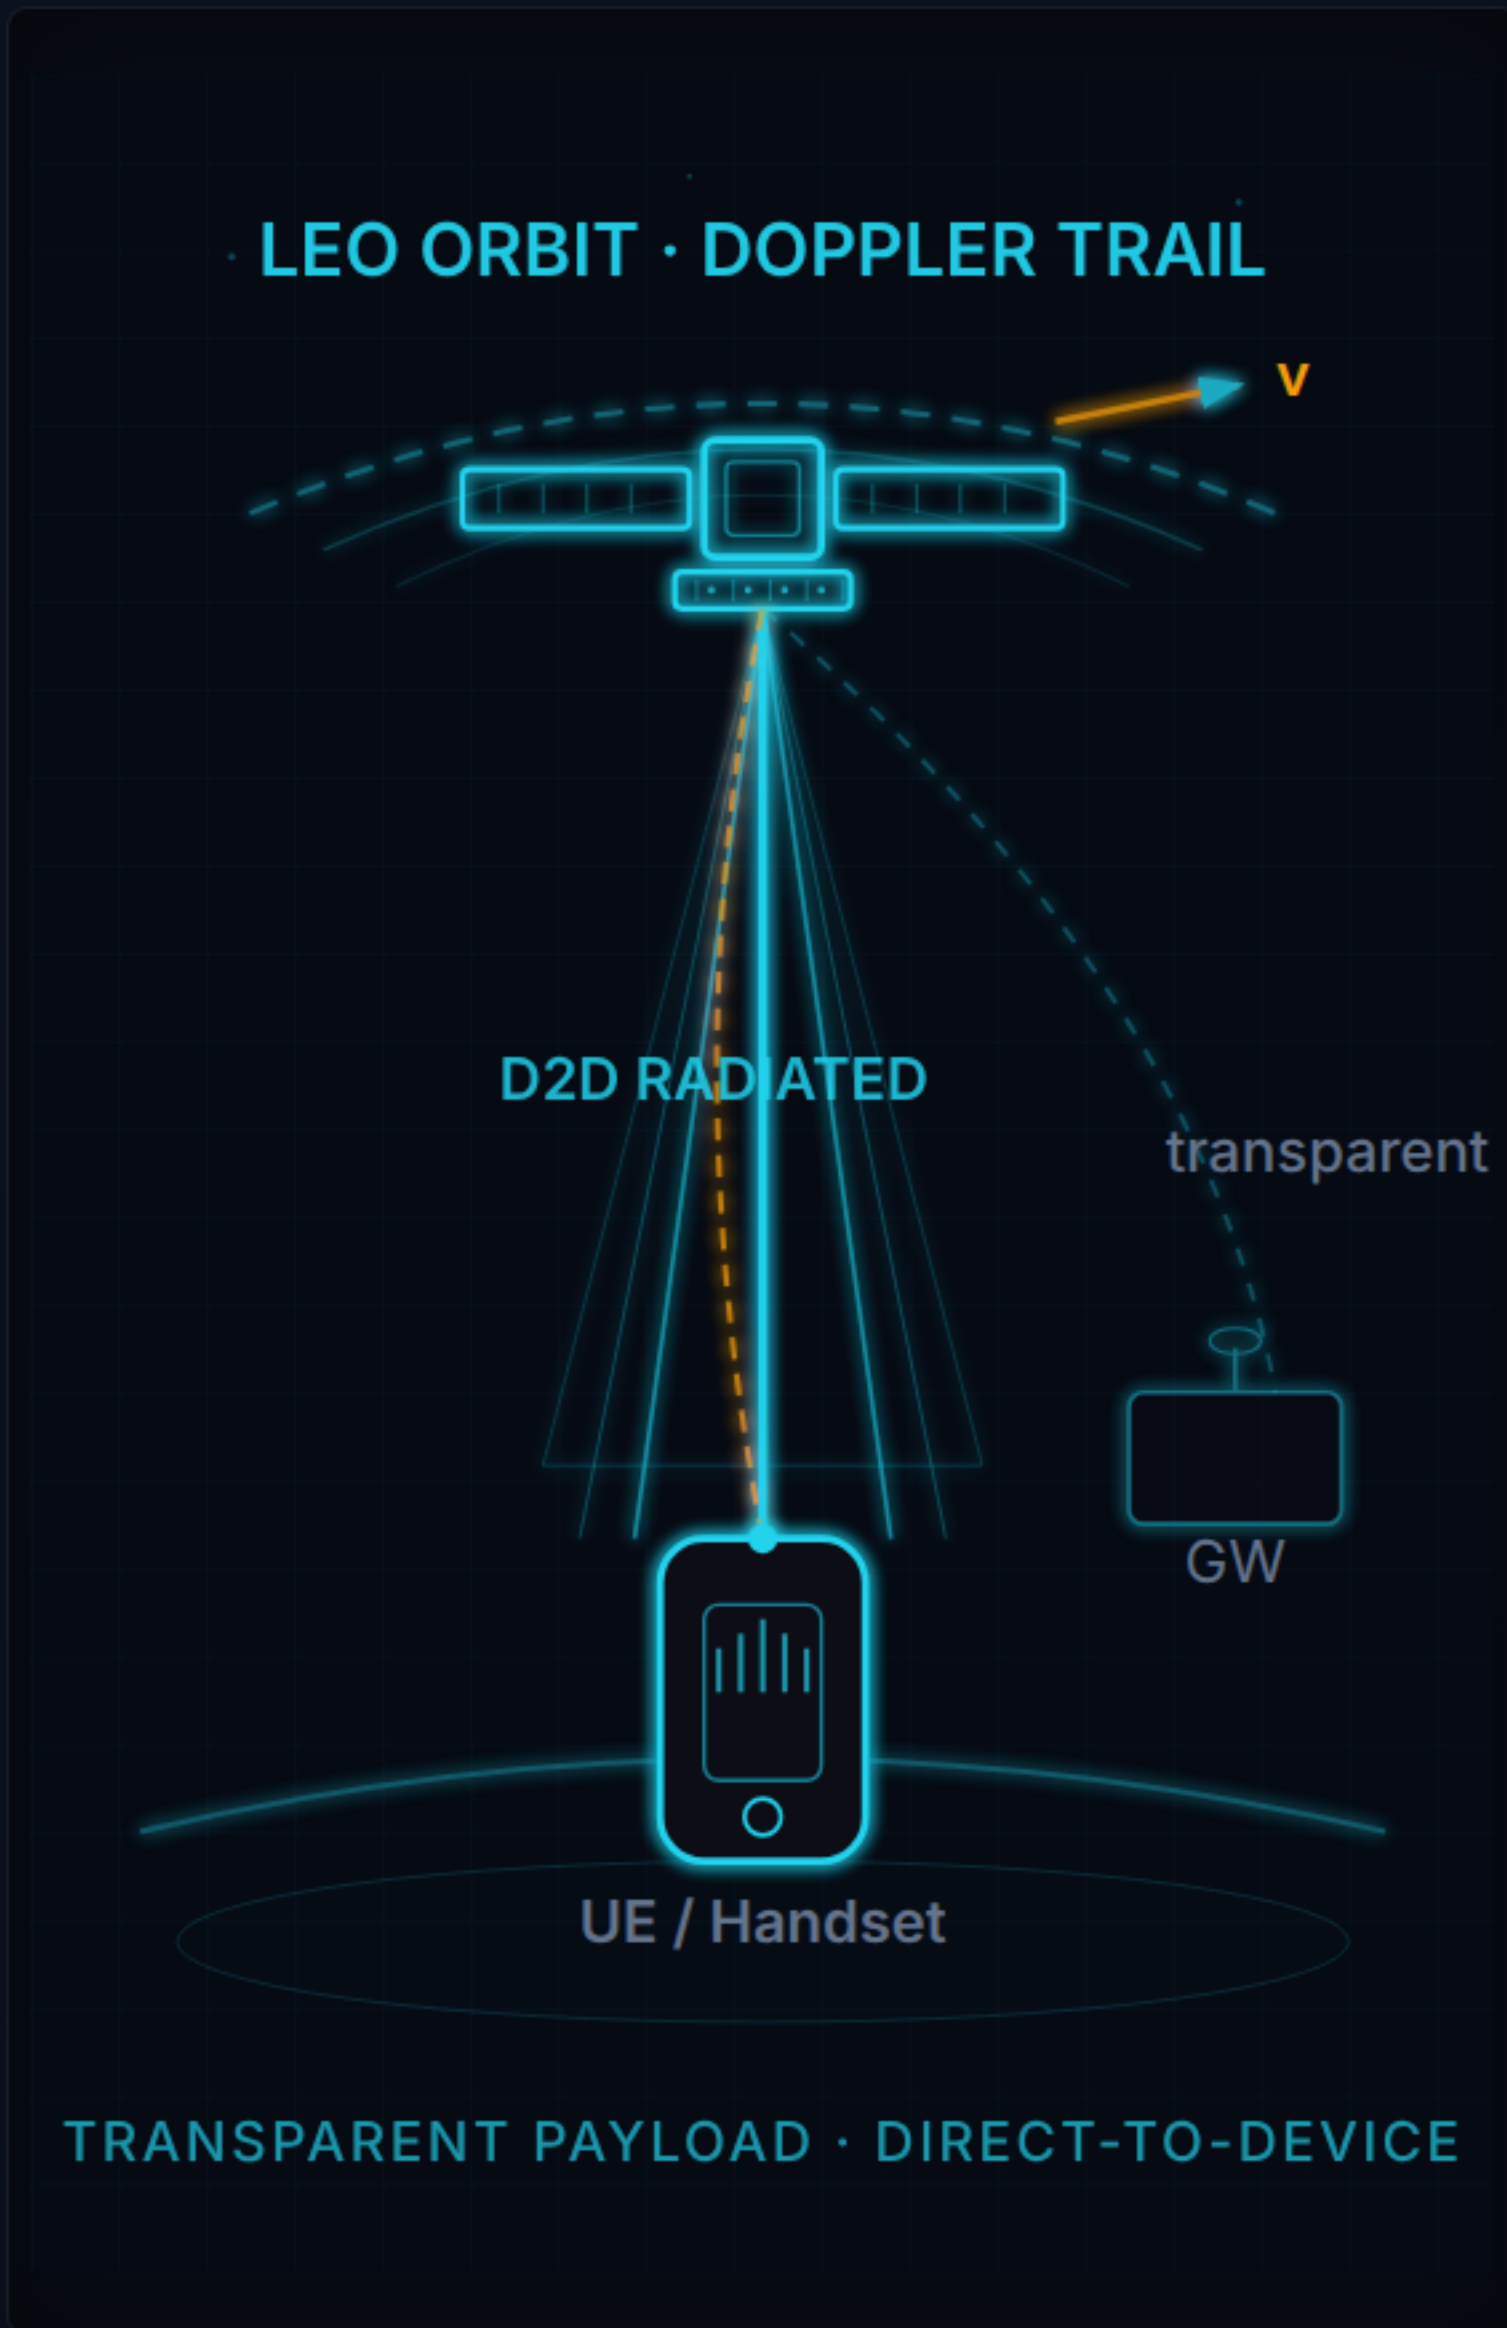 LEO ORBIT · DOPPLER TRAIL
v
D2D RADIATED
transparent
GW
UE / Handset
TRANSPARENT PAYLOAD · DIRECT-TO-DEVICE